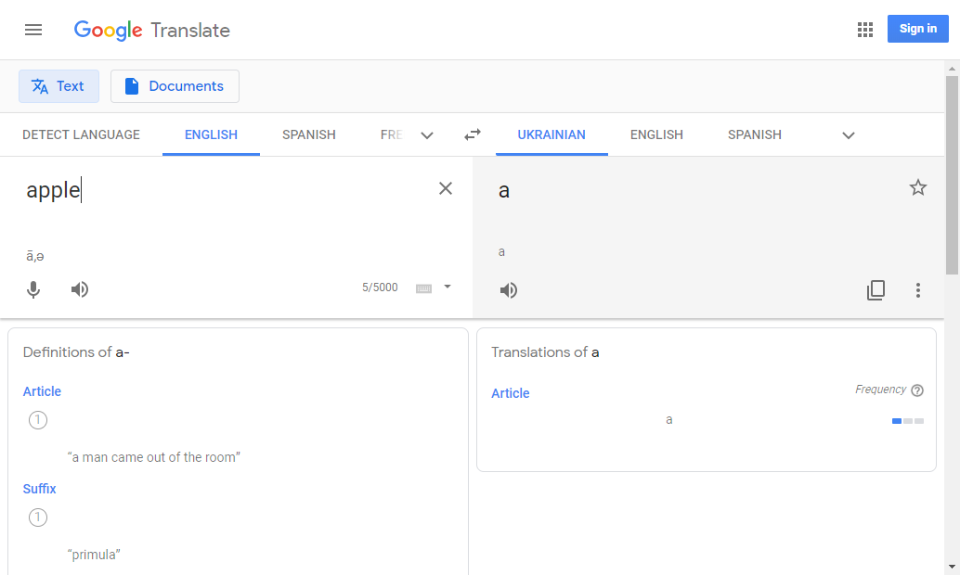 Google Translate
Sign in
Text
Documents
DETECT LANGUAGE
ENGLISH
SPANISH
FRE
UKRAINIAN
ENGLISH
SPANISH
apple
a
ā,ə
a
5/5000
Definitions of a-
Translations of a
Article
Frequency
Article
1
a
"a man came out of the room"
Suffix
1
"primula"